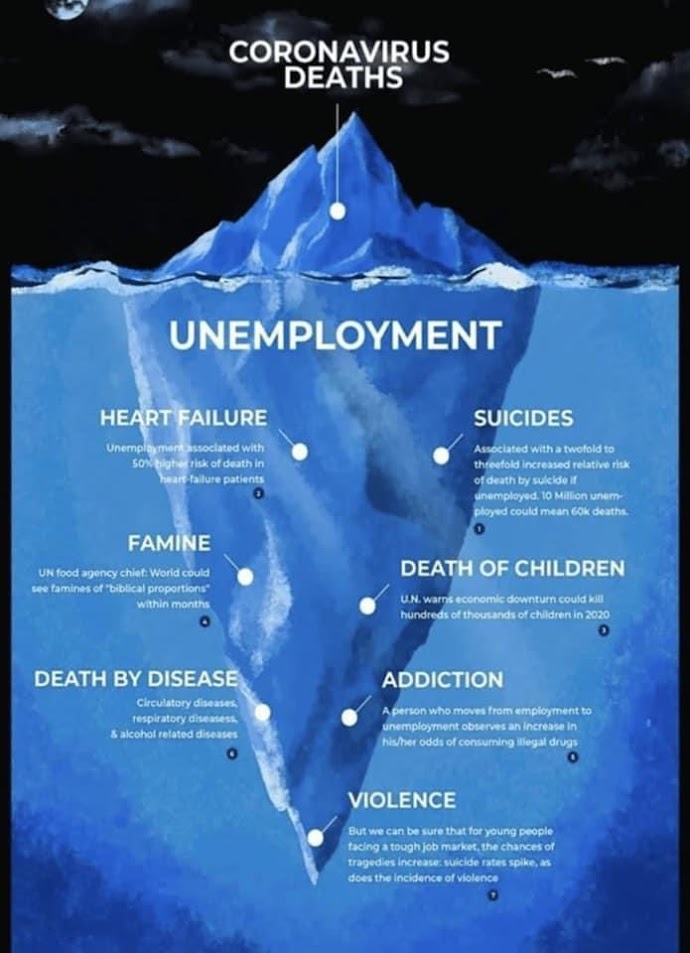 CORONAVIRUS
DEATHS
UNEMPLOYMENT
HEART FAILURE
Unemployment associated with
50% higher risk of death in
heart-failure patients
2
SUICIDES
Associated with a twofold to
threefold increased relative risk
of death by suicide if
unemployed. 10 Million unem-
ployed could mean 60k deaths.
1
FAMINE
UN food agency chief: World could
see famines of "biblical proportions"
within months
4
DEATH OF CHILDREN
U.N. warns economic downturn could kill
hundreds of thousands of children in 2020
3
DEATH BY DISEASE
Circulatory diseases,
respiratory diseasess,
& alcohol related diseases
6
ADDICTION
A person who moves from employment to
unemployment observes an increase in
his/her odds of consuming illegal drugs
5
VIOLENCE
But we can be sure that for young people
facing a tough job market, the chances of
tragedies increase: suicide rates spike, as
does the incidence of violence
7